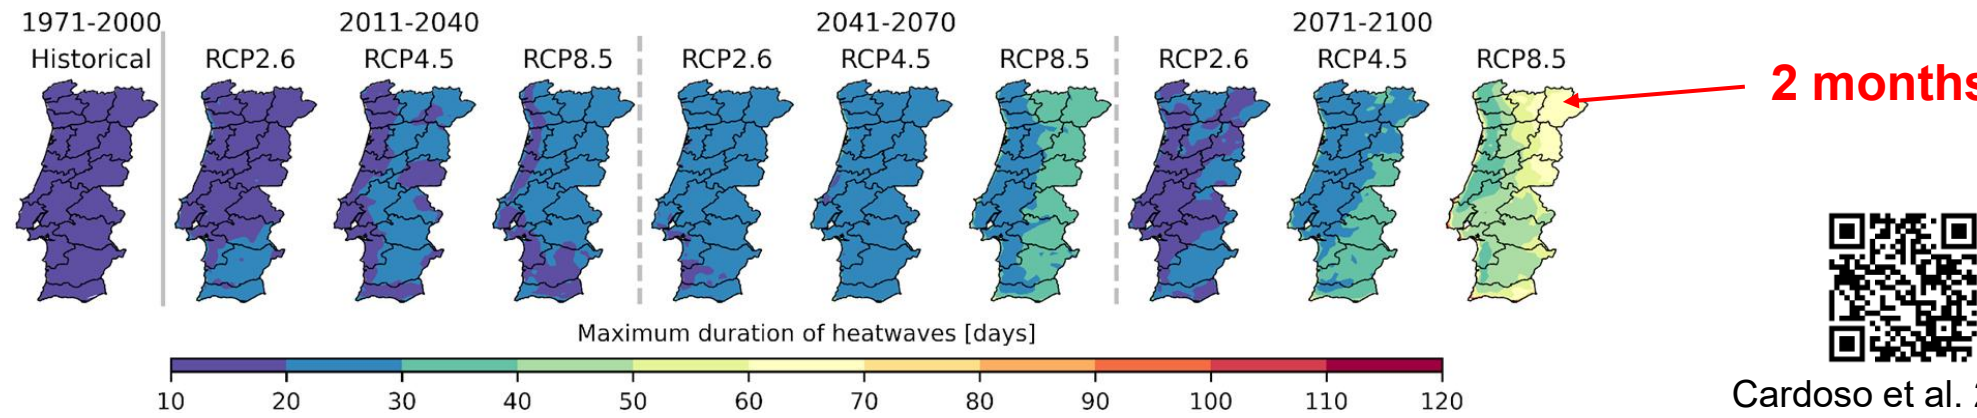 1971-2000 2011-2040 2041-2070 2071-2100
Historical RCP2.6 RCP4.5 RCP8.5 RCP2.6 RCP4.5 RCP8.5 RCP2.6 RCP4.5 RCP8.5
2 months
Maximum duration of heatwaves [days]
10 20 30 40 50 60 70 80 90 100 110 120
Cardoso et al.